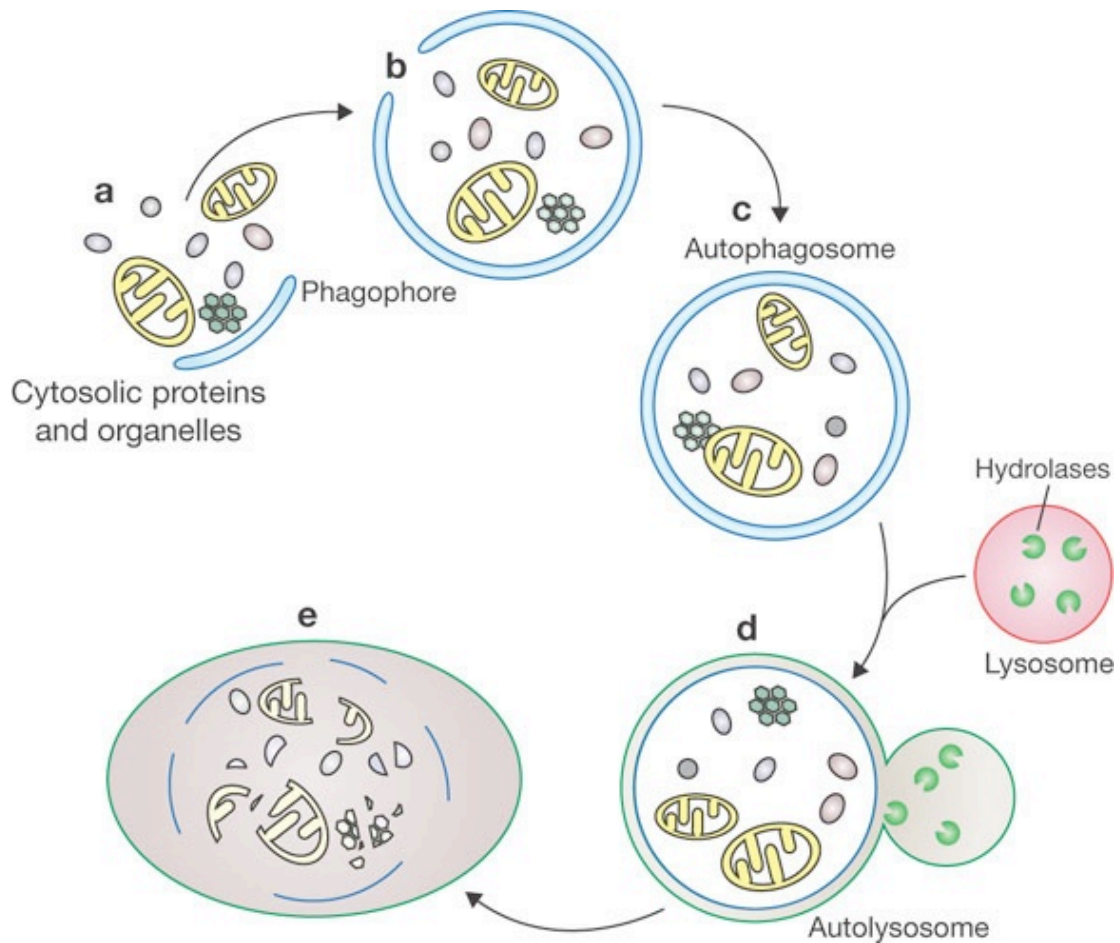 a
Phagophore
Cytosolic proteins
and organelles
b
c
Autophagosome
Hydrolases
Lysosome
d
Autolysosome
e